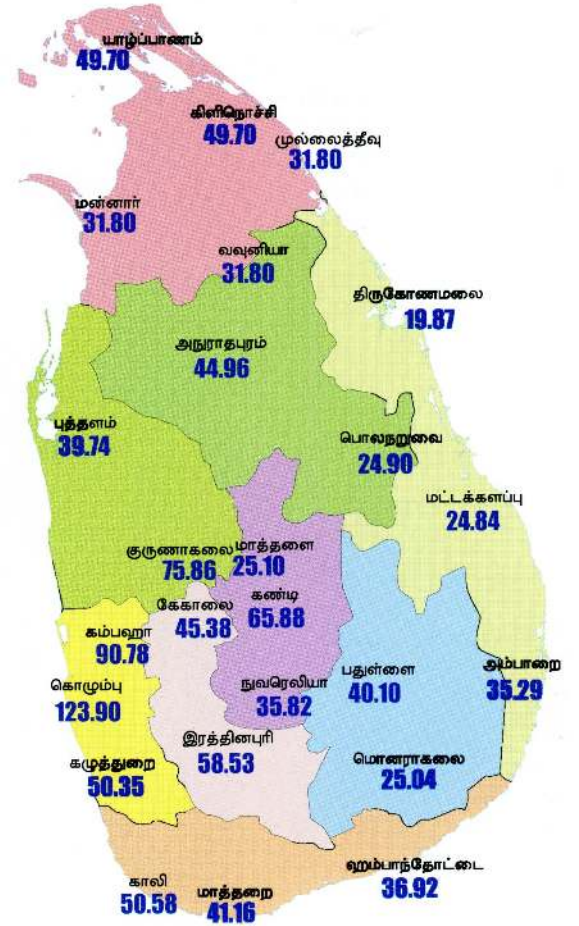 யாழ்ப்பாணம்
49.70
கிளிநொச்சி
49.70
முல்லைத்தீவு
31.80
மன்னார்
31.80
வவுனியா
31.80
திருகோணமலை
19.87
அநுராதபுரம்
44.96
புத்தளம்
39.74
பொலநறுவை
24.90
மட்டக்களப்பு
24.84
குருணாகலை
75.86
மாத்தளை
25.10
கேகாலை
45.38
கண்டி
65.88
கம்பஹா
90.78
கொழும்பு
123.90
நுவரெலியா
35.82
பதுள்ளை
40.10
அம்பாறை
35.29
இரத்தினபுரி
58.53
கழுத்துறை
50.35
மொனராகலை
25.04
ஹம்பாந்தோட்டை
36.92
காலி
50.58
மாத்தறை
41.16